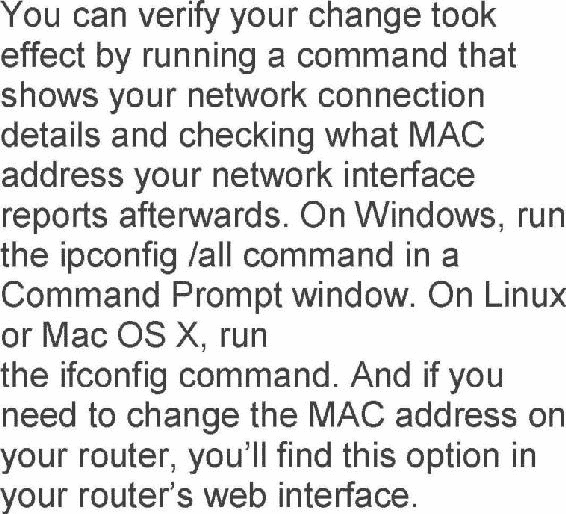 You can verify your change took
effect by running a command that
shows your network connection
details and checking what MAC
address your network interface
reports afterwards. On Windows, run
the ipconfig /all command in a
Command Prompt window. On Linux
or Mac OS X, run
the ifconfig command. And if you
need to change the MAC address on
your router, you’ll find this option in
your router’s web interface.